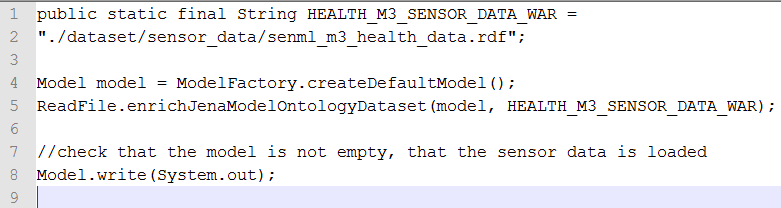 1 public static final String HEALTH_M3_SENSOR_DATA_WAR =
2 "./dataset/sensor_data/senml_m3_health_data.rdf";
3
4 Model model = ModelFactory.createDefaultModel();
5 ReadFile.enrichJenaModelOntologyDataset(model, HEALTH_M3_SENSOR_DATA_WAR);
6
7 //check that the model is not empty, that the sensor data is loaded
8 Model.write(System.out);
9